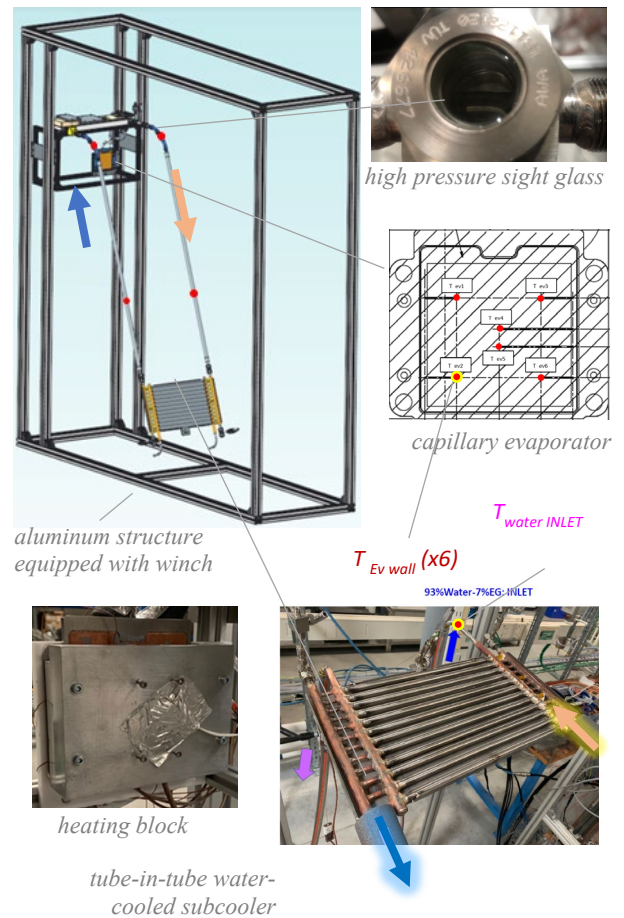 TUV
high pressure sight glass
T ev1
T ev3
T ev4
T ev5
T ev2
T ev6
capillary evaporator
aluminum structure
equipped with winch
T water INLET
T Ev wall (x6)
93%Water-7%EG: INLET
heating block
tube-in-tube water-
cooled subcooler